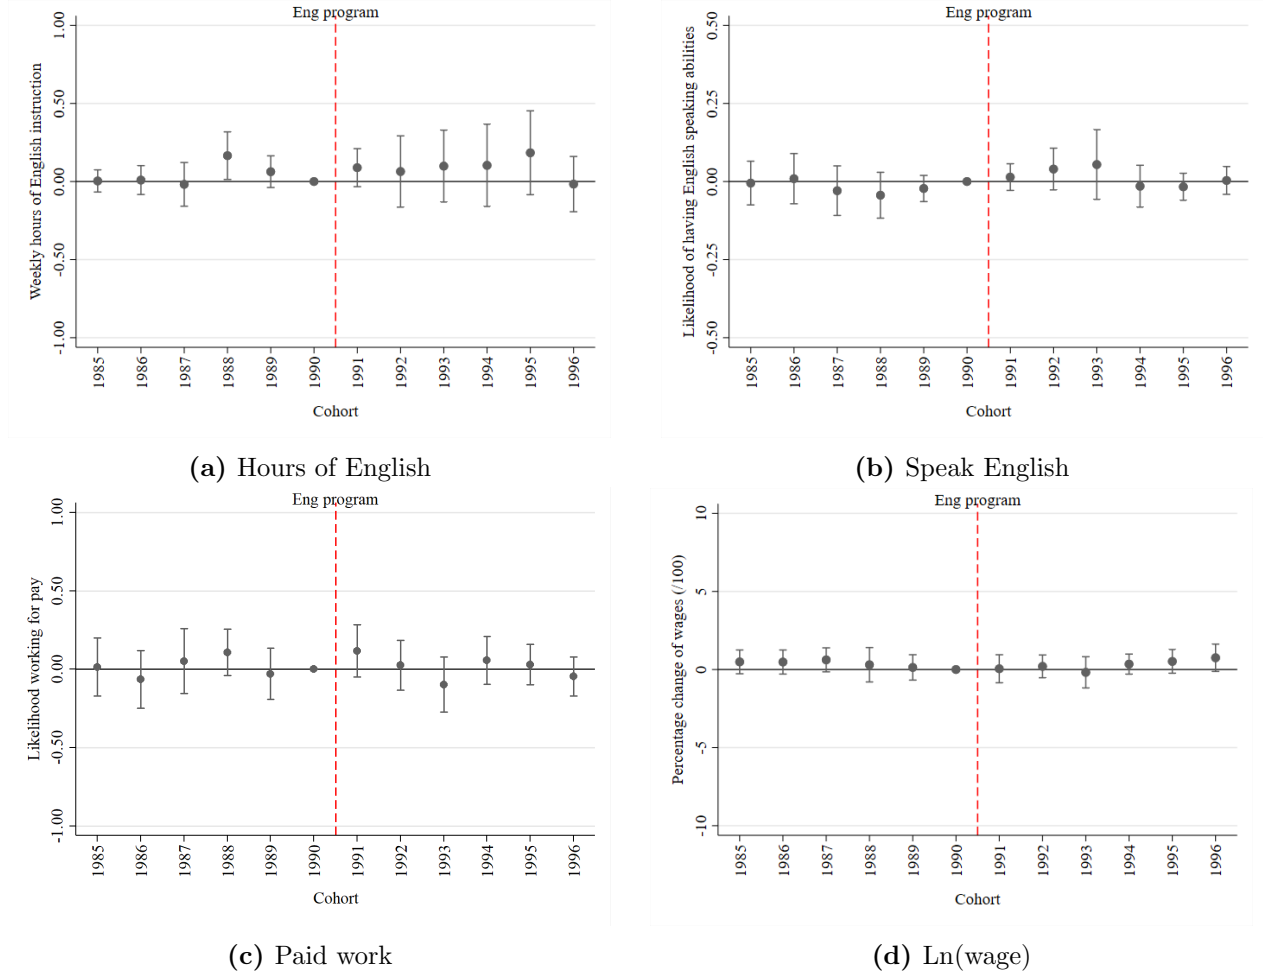 Eng program
Weekly hours of English instruction
1.00
0.50
0.00
-0.50
-1.00
1985 1986 1987 1988 1989 1990 1991 1992 1993 1994 1995 1996
Cohort
(a) Hours of English
Eng program
Likelihood of having English speaking abilities
0.50
0.25
0.00
-0.25
-0.50
1985 1986 1987 1988 1989 1990 1991 1992 1993 1994 1995 1996
Cohort
(b) Speak English
Eng program
Likelihood working for pay
1.00
0.50
0.00
-0.50
-1.00
1985 1986 1987 1988 1989 1990 1991 1992 1993 1994 1995 1996
Cohort
(c) Paid work
Eng program
Percentage change of wages (/100)
10
5
0
-5
-10
1985 1986 1987 1988 1989 1990 1991 1992 1993 1994 1995 1996
Cohort
(d) Ln(wage)